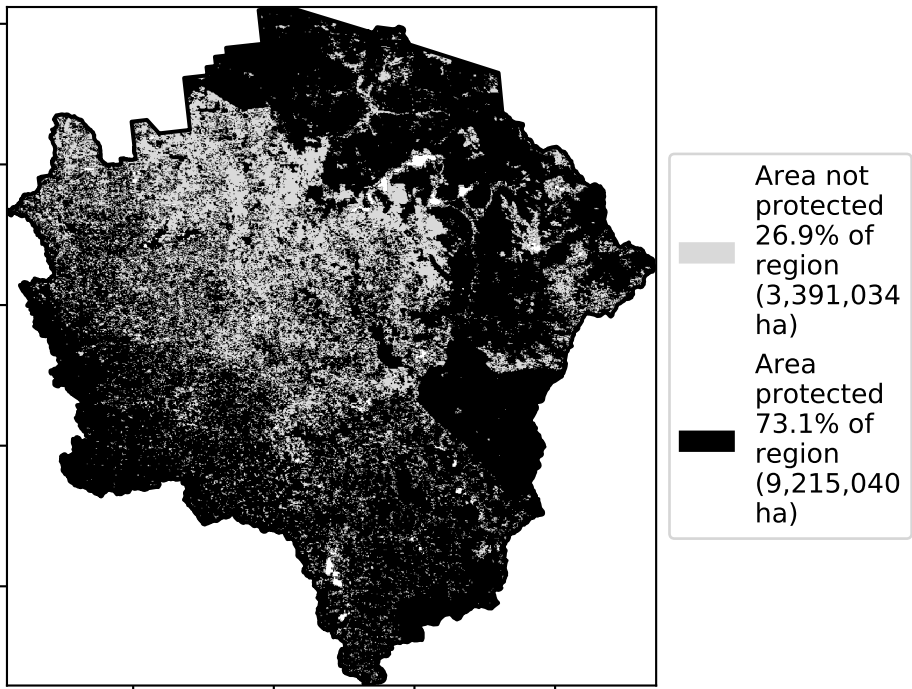 Area not
protected
26.9% of
region
(3,391,034
ha)
Area
protected
73.1% of
region
(9,215,040
ha)